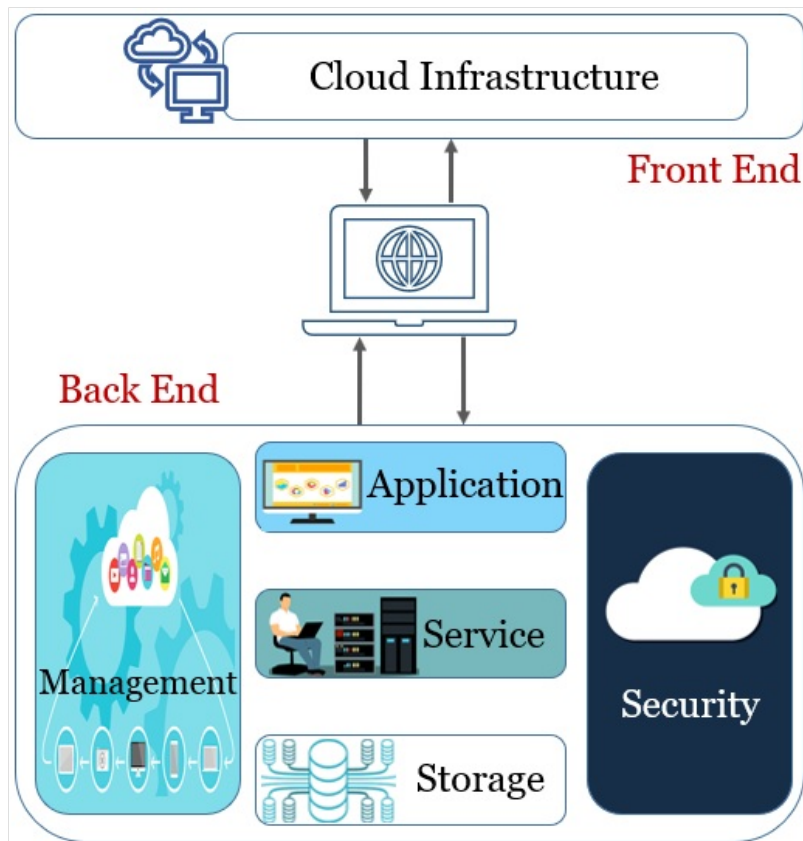 Cloud Infrastructure
Front End
Back End
Application
Service
Management
Security
Storage